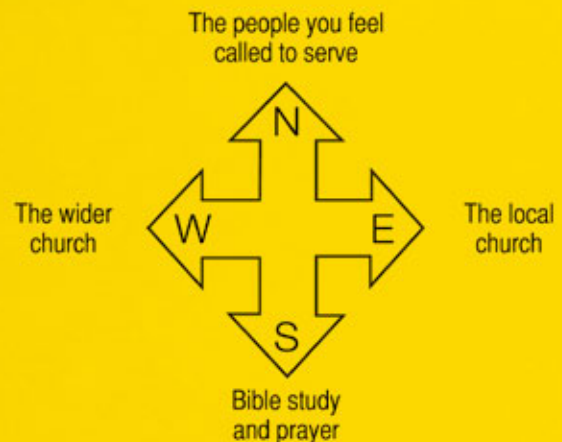 The people you feel
called to serve
N
The wider
church
W
E
The local
church
S
Bible study
and prayer